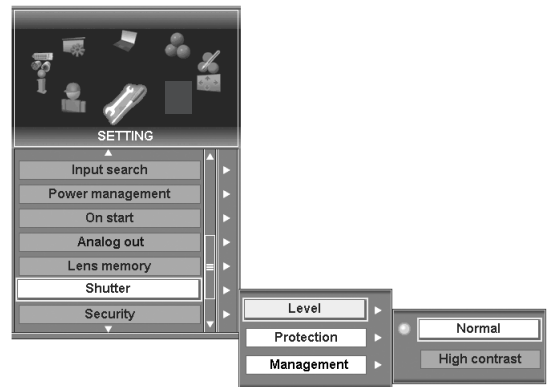 SETTING
Input search
Power management
On start
Analog out
Lens memory
Shutter
Security
Level
Protection
Management
Normal
High contrast